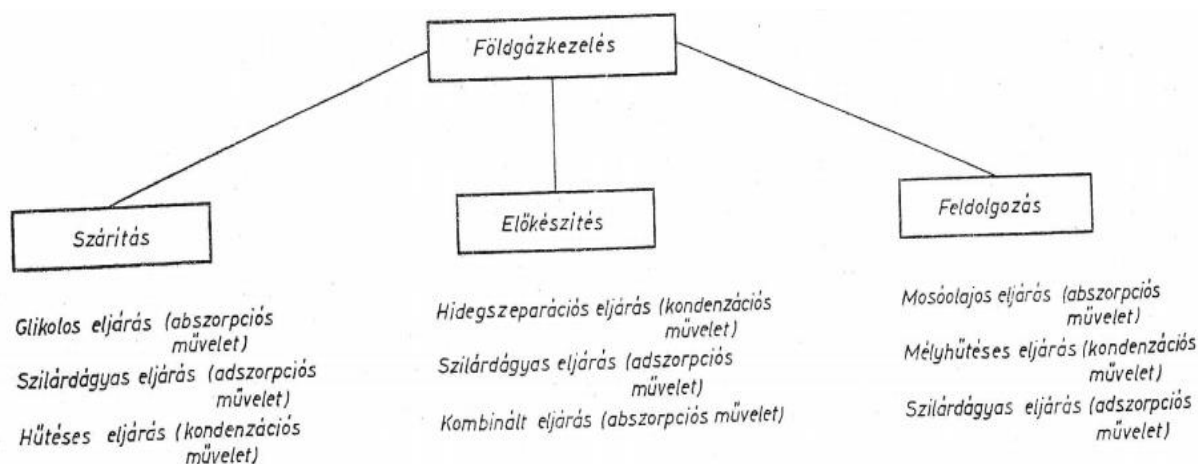 Földgázkezelés
Szárítás
Glikolos eljárás (abszorpciós
művelet)
Szilárdágyas eljárás (adszorpciós
művelet)
Hűtéses eljárás (kondenzációs
művelet)
Előkészítés
Hidegszeparációs eljárás (kondenzációs
művelet)
Szilárdágyas eljárás (adszorpciós
művelet)
Kombinált eljárás (abszorpciós művelet)
Feldolgozás
Mosóolajos eljárás (abszorpciós
művelet)
Mélyhűtéses eljárás (kondenzációs
művelet)
Szilárdágyas eljárás (adszorpciós
művelet)